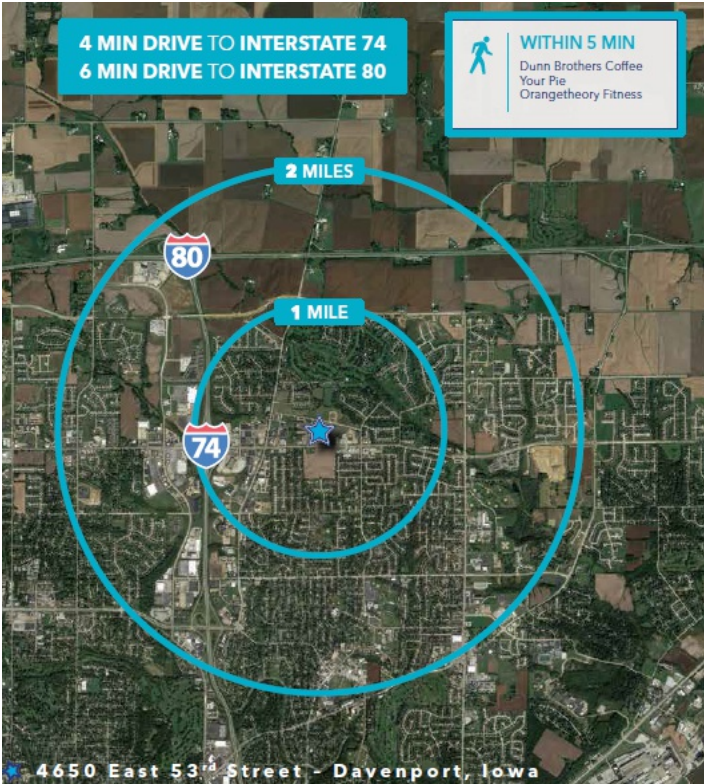 4 MIN DRIVE TO INTERSTATE 74
6 MIN DRIVE TO INTERSTATE 80
WITHIN 5 MIN
Dunn Brothers Coffee
Your Pie
Orangetheory Fitness
2 MILES
80
1 MILE
74
4650 East 53rd Street - Davenport, Iowa